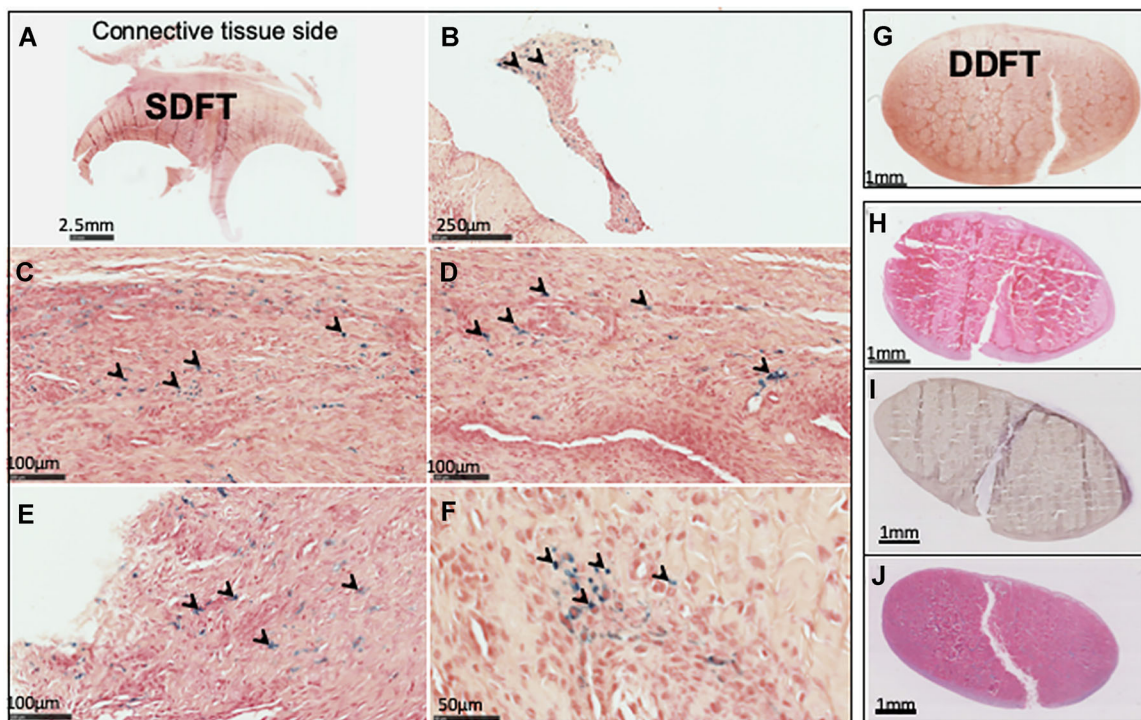 A
Connective tissue side
SDFT
2.5mm
B
250µm
C
100µm
D
100µm
E
100µm
F
50µm
G
DDFT
1mm
H
1mm
I
1mm
J
1mm